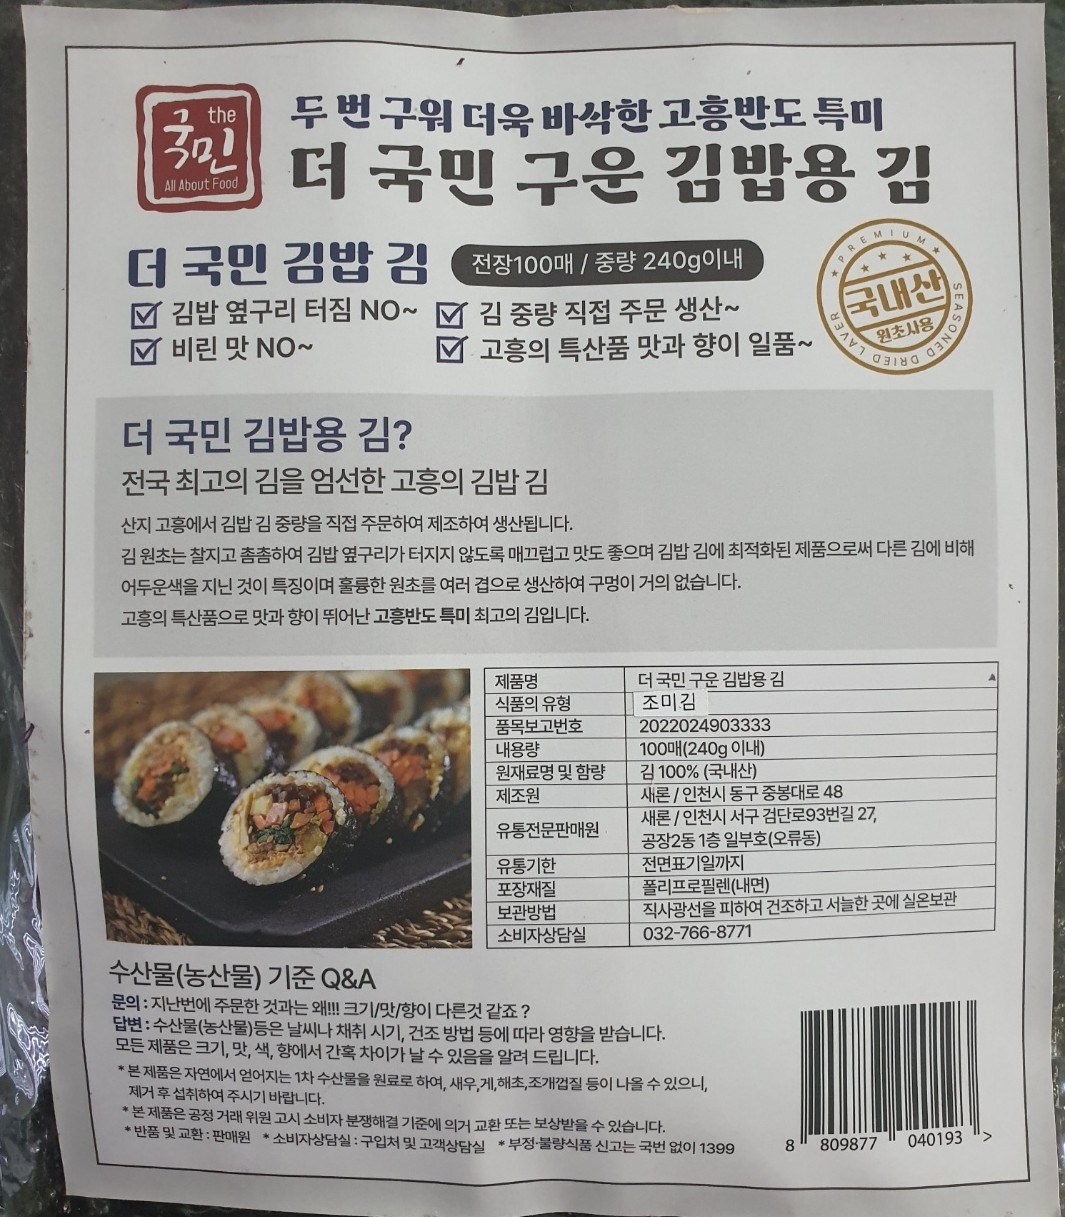 the
국민
All About Food
두 번 구워 더욱 바삭한 고흥반도 특미
더 국민 구운 김밥용 김
더 국민 김밥 김
전장100매 / 중량 240g이내
김밥 옆구리 터짐 NO~
김 중량 직접 주문 생산~
비린 맛 NO~
고흥의 특산품 맛과 향이 일품~
PREMIUM
국내산
원초사용
SEASONED DRIED LAVER
더 국민 김밥용 김?
전국 최고의 김을 엄선한 고흥의 김밥 김
산지 고흥에서 김밥 김 중량을 직접 주문하여 제조하여 생산됩니다.
김 원초는 찰지고 촘촘하여 김밥 옆구리가 터지지 않도록 매끄럽고 맛도 좋으며 김밥 김에 최적화된 제품으로써 다른 김에 비해
어두운색을 지닌 것이 특징이며 훌륭한 원초를 여러 겹으로 생산하여 구멍이 거의 없습니다.
고흥의 특산품으로 맛과 향이 뛰어난 고흥반도 특미 최고의 김입니다.
제품명 더 국민 구운 김밥용 김
식품의 유형 조미김
품목보고번호 2022024903333
내용량 100매(240g 이내)
원재료명 및 함량 김 100% (국내산)
제조원 새론 / 인천시 동구 중봉대로 48
유통전문판매원 새론 / 인천시 서구 검단로93번길 27,
공장2동 1층 일부호(오류동)
유통기한 전면표기일까지
포장재질 폴리프로필렌(내면)
보관방법 직사광선을 피하여 건조하고 서늘한 곳에 실온보관
소비자상담실 032-766-8771
수산물(농산물) 기준 Q&A
문의 : 지난번에 주문한 것과는 왜!!! 크기/맛/향이 다른것 같죠 ?
답변 : 수산물(농산물)등은 날씨나 채취 시기, 건조 방법 등에 따라 영향을 받습니다.
모든 제품은 크기, 맛, 색, 향에서 간혹 차이가 날 수 있음을 알려 드립니다.
* 본 제품은 자연에서 얻어지는 1차 수산물을 원료로 하여, 새우,게,해초,조개껍질 등이 나올 수 있으니,
제거 후 섭취하여 주시기 바랍니다.
* 본 제품은 공정 거래 위원 고시 소비자 분쟁해결 기준에 의거 교환 또는 보상받을 수 있습니다.
* 반품 및 교환 : 판매원 * 소비자상담실 : 구입처 및 고객상담실 * 부정·불량식품 신고는 국번 없이 1399
8 809877 040193 >